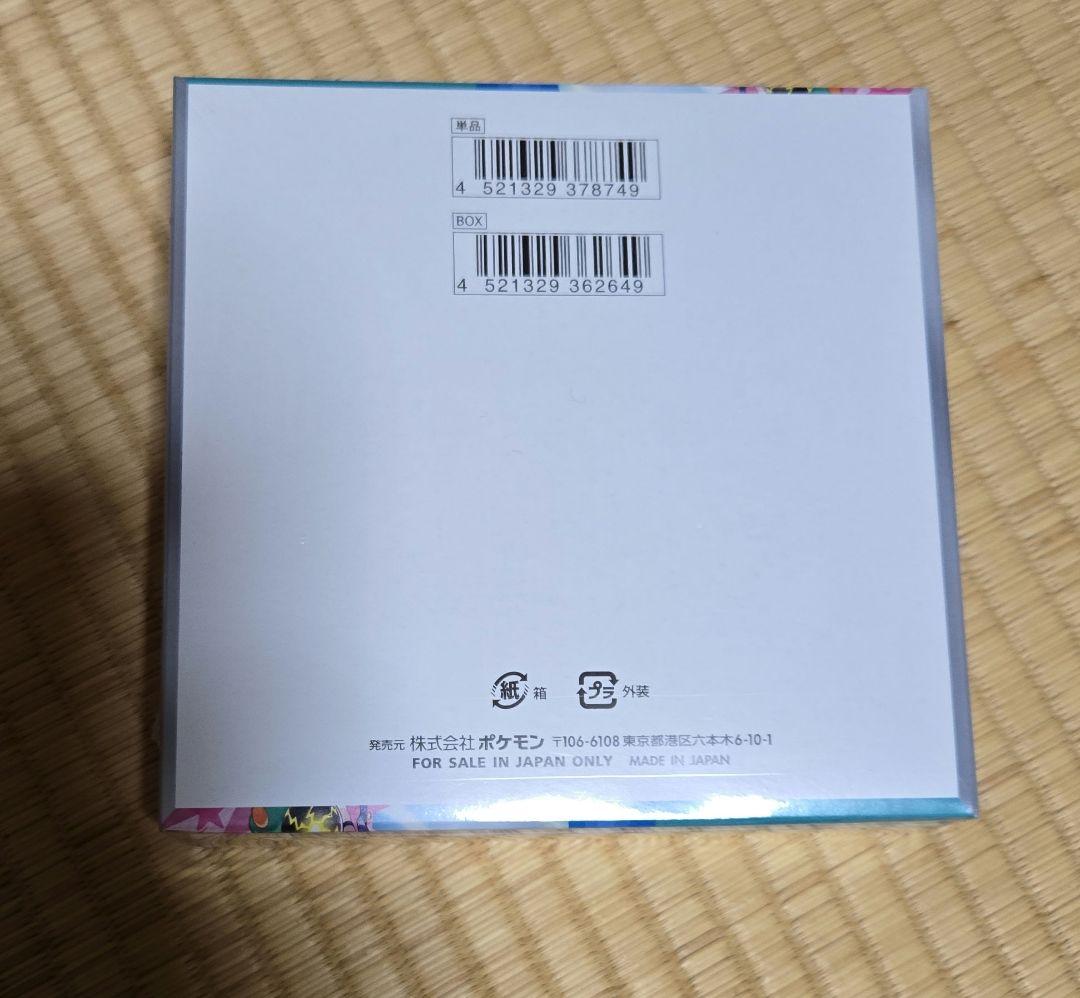 単品
4 521329 378749
BOX
4 521329 362649
紙 箱 プラ 外装
発売元 株式会社 ポケモン 〒106-6108 東京都港区六本木6-10-1
FOR SALE IN JAPAN ONLY MADE IN JAPAN